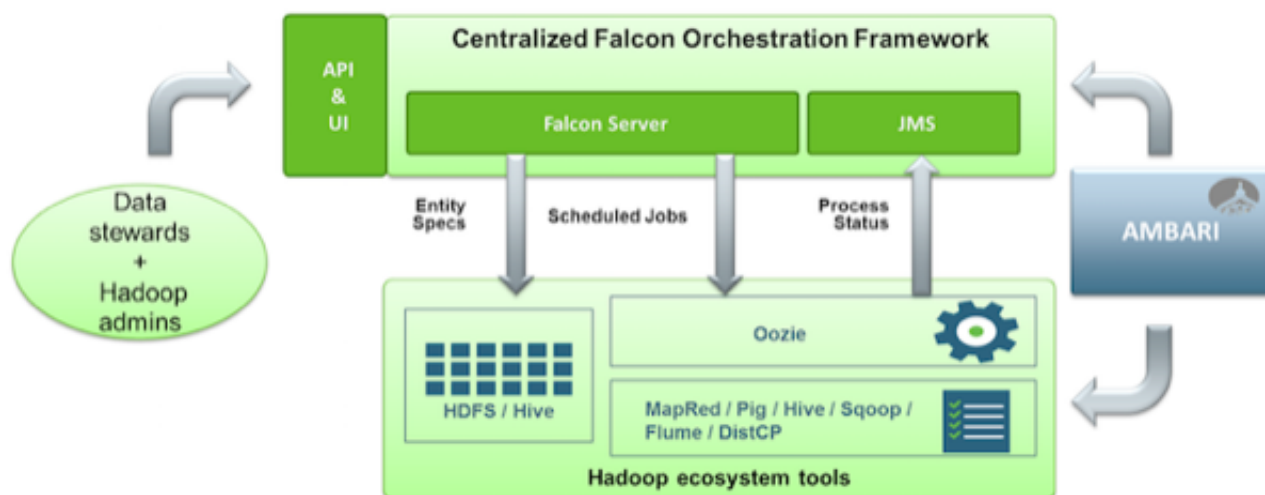 Centralized Falcon Orchestration Framework
API
&
UI
Falcon Server
JMS
Data
stewards
+
Hadoop
admins
Entity
Specs
Scheduled Jobs
Process
Status
AMBARI
Oozie
HDFS / Hive
MapRed / Pig / Hive / Sqoop /
Flume / DistCP
Hadoop ecosystem tools